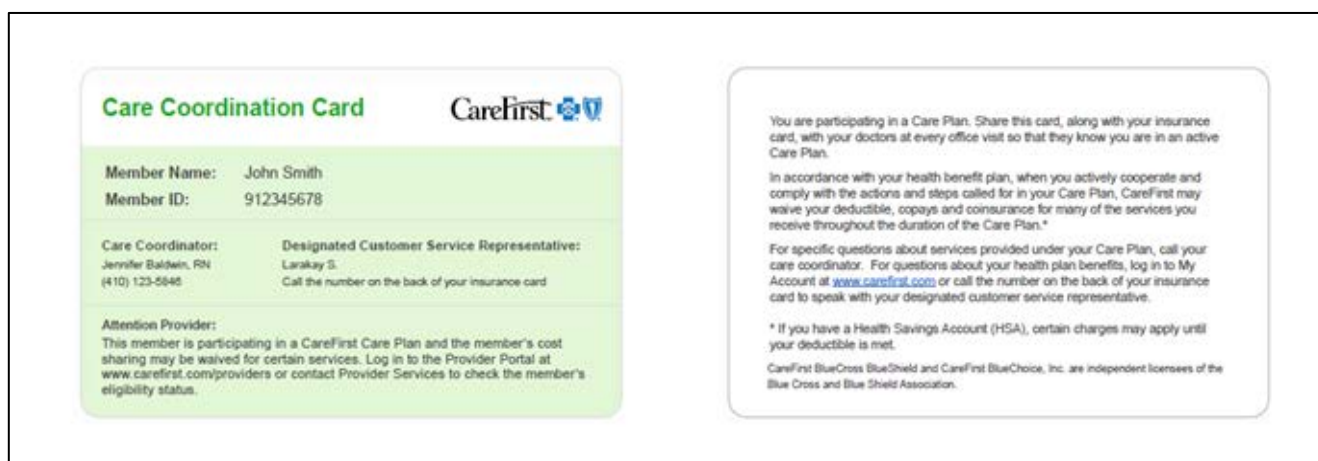 Care Coordination Card
CareFirst
Member Name: John Smith
Member ID: 912345678
Care Coordinator:
Jennifer Baldwin, RN
(410) 123-5846
Designated Customer Service Representative:
Larakay S.
Call the number on the back of your insurance card
Attention Provider:
This member is participating in a CareFirst Care Plan and the member's cost
sharing may be waived for certain services. Log in to the Provider Portal at
www.carefirst.com/providers or contact Provider Services to check the member's
eligibility status.
You are participating in a Care Plan. Share this card, along with your insurance
card, with your doctors at every office visit so that they know you are in an active
Care Plan.
In accordance with your health benefit plan, when you actively cooperate and
comply with the actions and steps called for in your Care Plan, CareFirst may
waive your deductible, copays and coinsurance for many of the services you
receive throughout the duration of the Care Plan.*
For specific questions about services provided under your Care Plan, call your
care coordinator. For questions about your health plan benefits, log in to My
Account at www.carefirst.com or call the number on the back of your insurance
card to speak with your designated customer service representative.
* If you have a Health Savings Account (HSA), certain charges may apply until
your deductible is met.
CareFirst BlueCross BlueShield and CareFirst BlueChoice, Inc. are independent licensees of the
Blue Cross and Blue Shield Association.